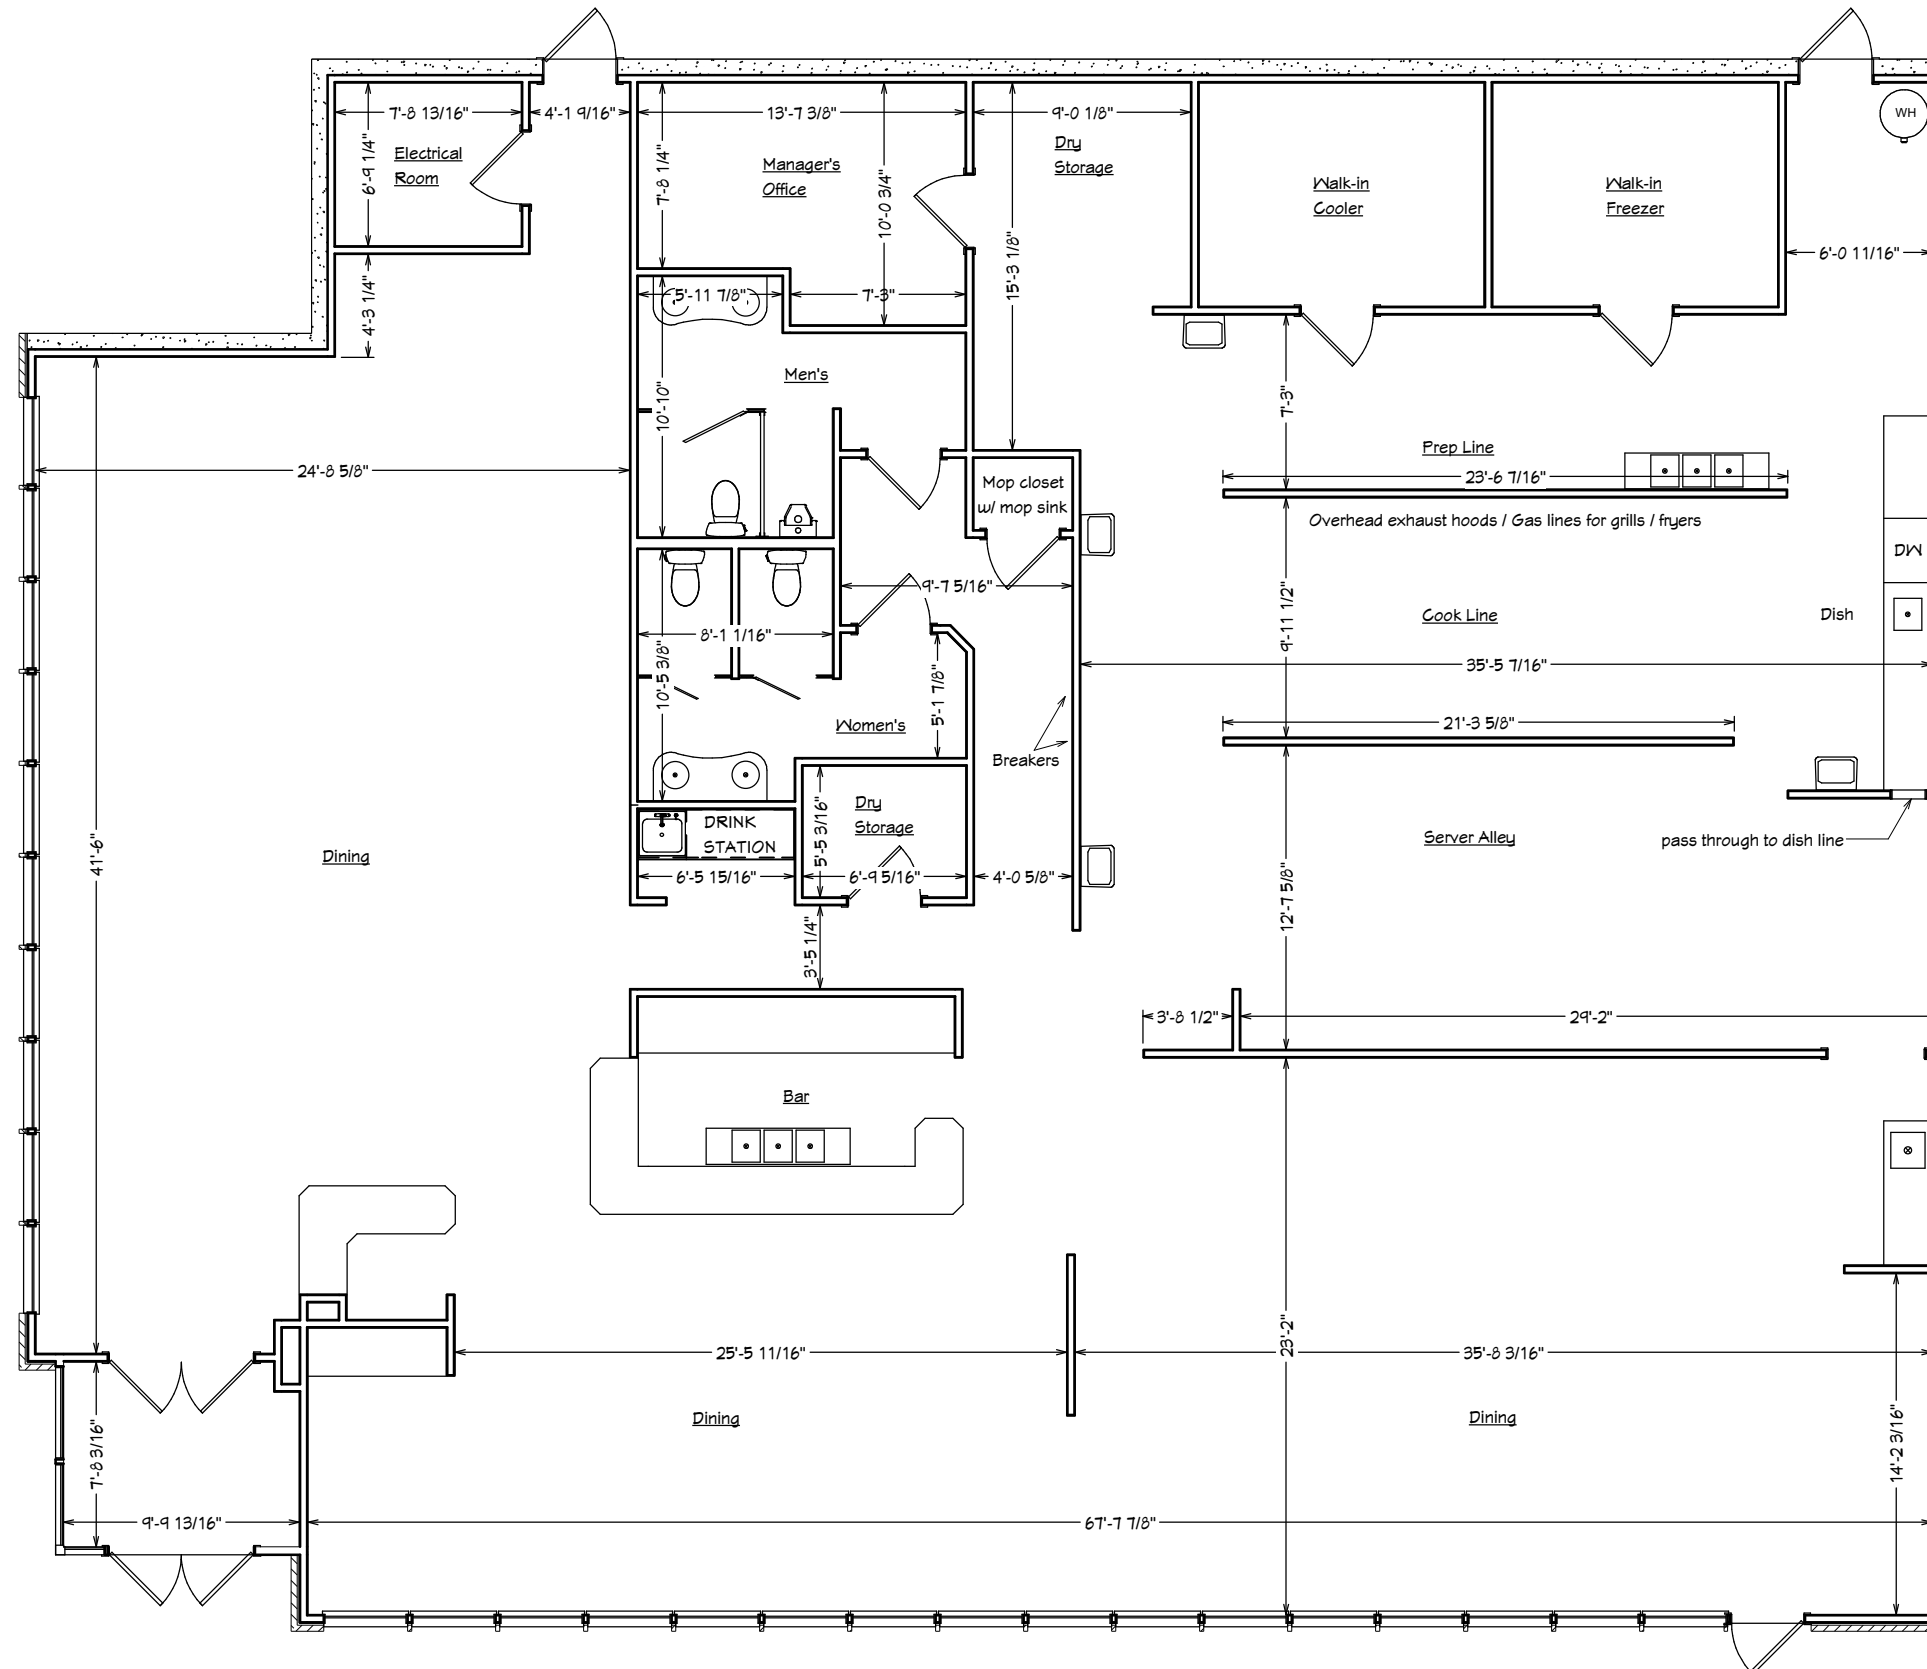 7'-8 13/16"
4'-1 9/16"
13'-7 3/8"
9'-0 1/8"
WH
Electrical
Room
6'-9 1/4"
7'-8 1/4"
Manager's
Office
10'-0 3/4"
Dry
Storage
Walk-in
Cooler
Walk-in
Freezer
6'-0 11/16"
15'-3 1/8"
4'-3 1/4"
5'-11 7/8"
7'-3"
Men's
10'-10"
7'-3"
24'-8 5/8"
Prep Line
23'-6 7/16"
Mop closet
w/ mop sink
Overhead exhaust hoods / Gas lines for grills / fryers
DW
9'-7 5/16"
9'-11 1/2"
Cook Line
Dish
8'-1 1/16"
35'-5 7/16"
10'-5 3/8"
5'-1 7/8"
Women's
21'-3 5/8"
Breakers
Dry
Storage
DRINK
STATION
5'-5 3/16"
Server Alley
pass through to dish line
Dining
41'-6"
6'-5 15/16"
6'-9 5/16"
4'-0 5/8"
12'-7 5/8"
3'-5 1/4"
3'-8 1/2"
29'-2"
Bar
23'-2"
25'-5 11/16"
35'-8 3/16"
Dining
Dining
7'-8 3/16"
14'-2 3/16"
9'-9 13/16"
67'-7 7/8"